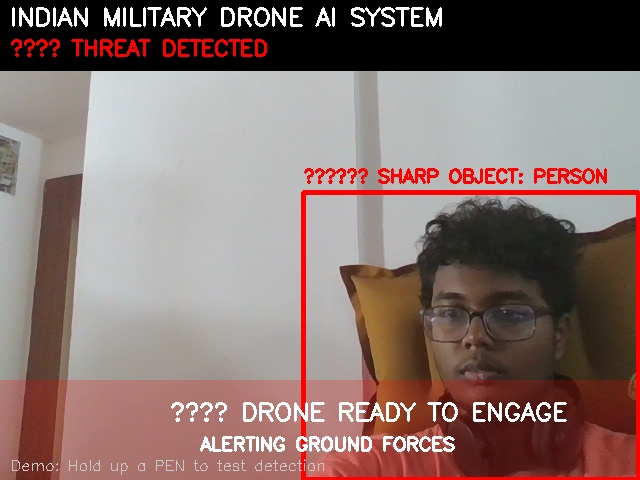 INDIAN MILITARY DRONE AI SYSTEM
???? THREAT DETECTED
?????? SHARP OBJECT: PERSON
???? DRONE READY TO ENGAGE
ALERTING GROUND FORCES
Demo: Hold up a PEN to test detection